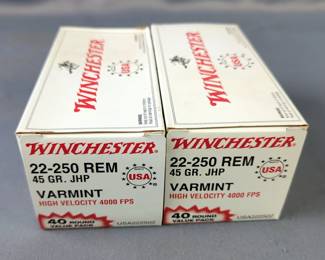 WINCHESTER
USA
WINCHESTER
USA
WINCHESTER
22-250 REM
45 GR. JHP
USA
VARMINT
HIGH VELOCITY 4000 FPS
40 ROUND
VALUE PACK
USA222502
WINCHESTER
22-250 REM
45 GR. JHP
USA
VARMINT
HIGH VELOCITY 4000 FPS
40 ROUND
VALUE PACK
USA222502